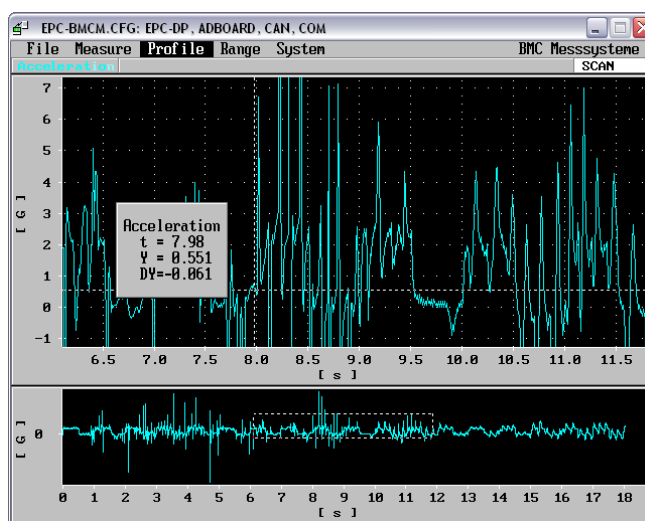 EPC-BMCM.CFG: EPC-DP, ADBOARD, CAN, COM
File Measure Profile Range System BMC Messsysteme
Acceleration SCAN
7
6
5
4
3
2
1
0
-1
[ G ]
Acceleration
t = 7.98
Y = 0.551
DY=-0.061
6.5 7.0 7.5 8.0 8.5 9.0 9.5 10.0 10.5 11.0 11.5
[ s ]
[ G ]
0
0 1 2 3 4 5 6 7 8 9 10 11 12 13 14 15 16 17 18
[ s ]